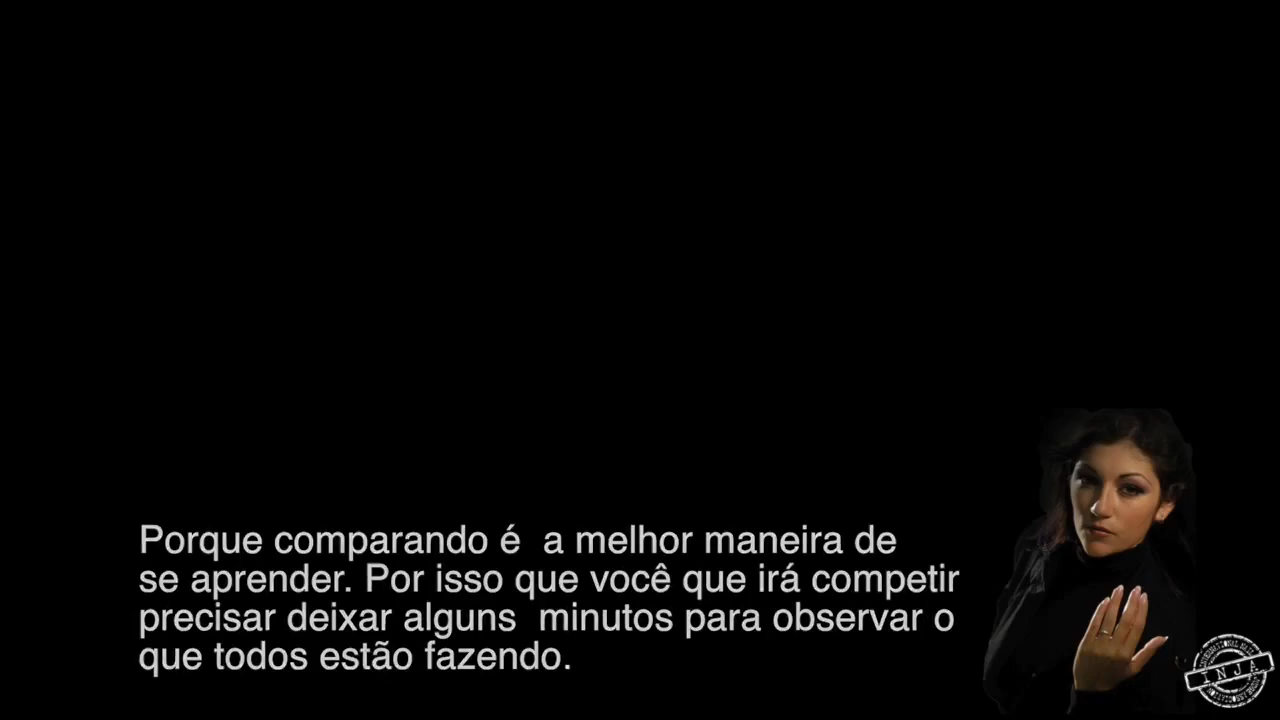 Porque comparando é  a melhor maneira de
se aprender. Por isso que você que irá competir
precisar deixar alguns  minutos para observar o
que todos estão fazendo.
INJA